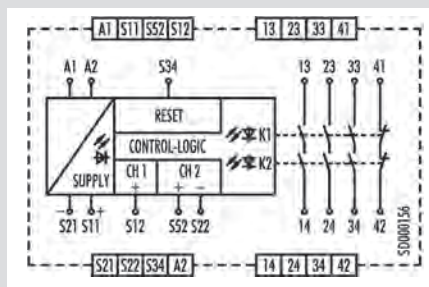 A1 S11 S52 S12 13 23 33 41
A1 A2 S34 13 23 33 41
RESET
K1
CONTROL-LOGIC
K2
CH 1 CH 2
SUPPLY + + −
− S21 S11 + S12 S52 S22 14 24 34 42
SD000156
S21 S22 S34 A2 14 24 34 42